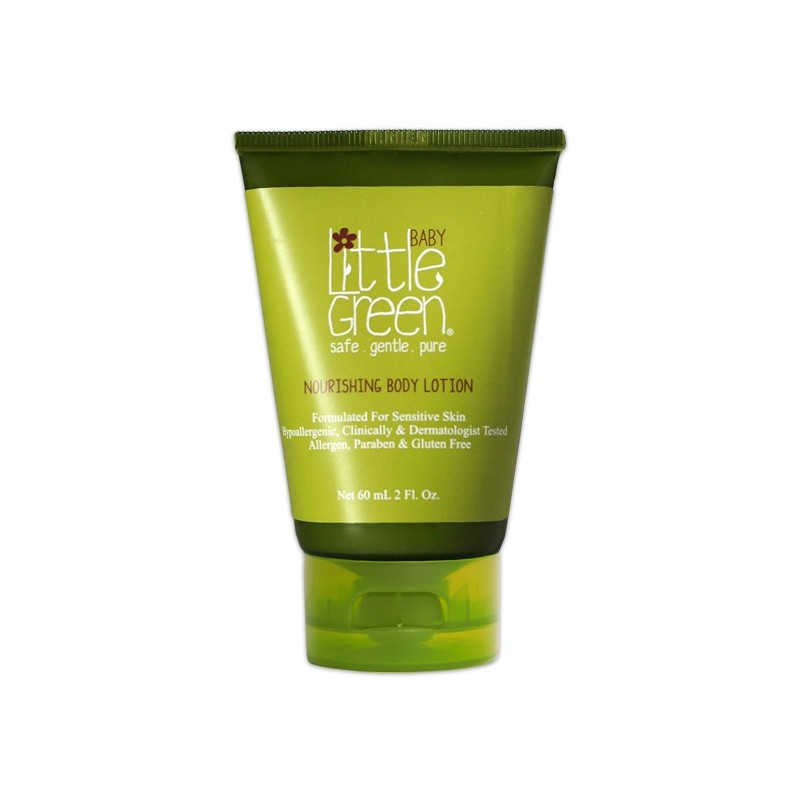 BABY
Little
Green®
safe . gentle . pure
NOURISHING BODY LOTION
Formulated For Sensitive Skin
Hypoallergenic, Clinically & Dermatologist Tested
Allergen, Paraben & Gluten Free
Net 60 mL 2 Fl. Oz.